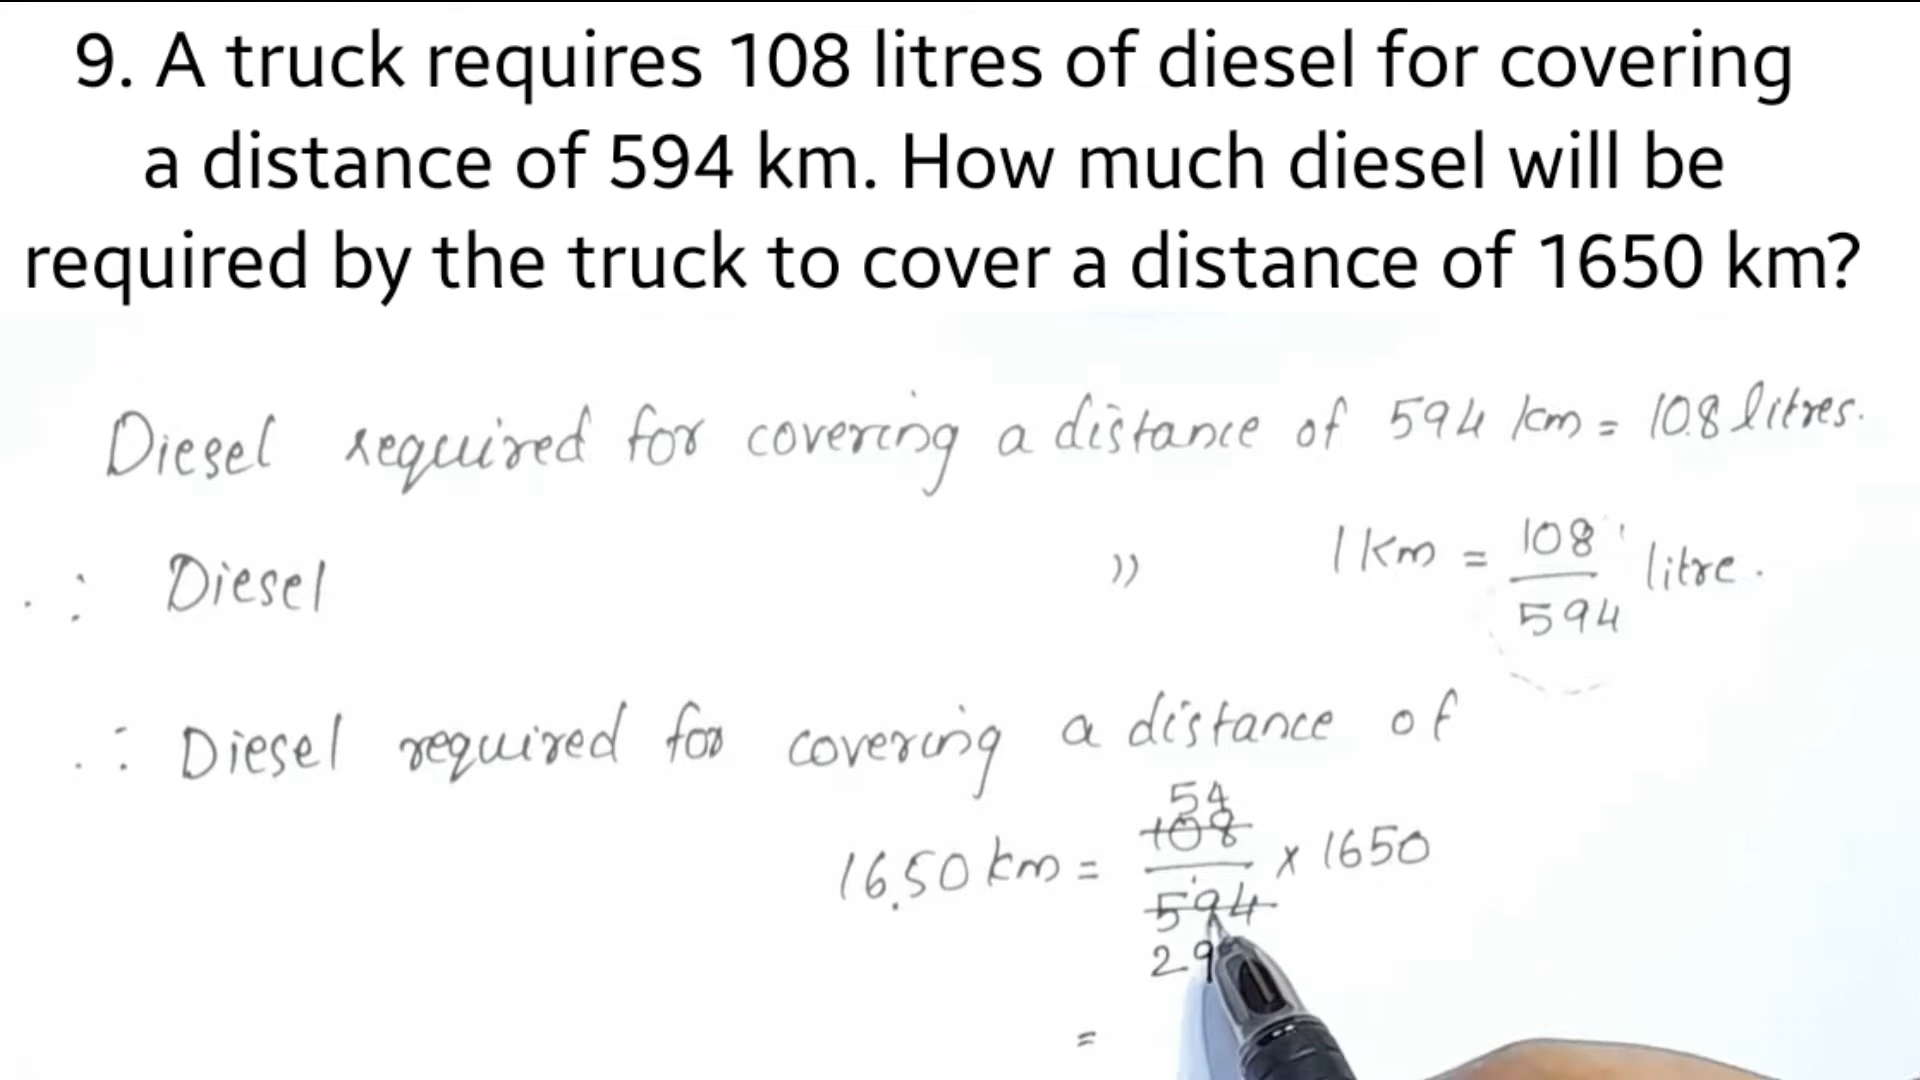 9. A truck requires 108 litres of diesel for covering
a distance of 594 km. How much diesel will be
required by the truck to cover a distance of 1650 km?
Diesel required for covering a distance of 594 km = 108 litres.
∴ Diesel 〃 1 km = 108/594 litre.
∴ Diesel required for covering a distance of
54
1650 km = 108/594 x 1650
29
=